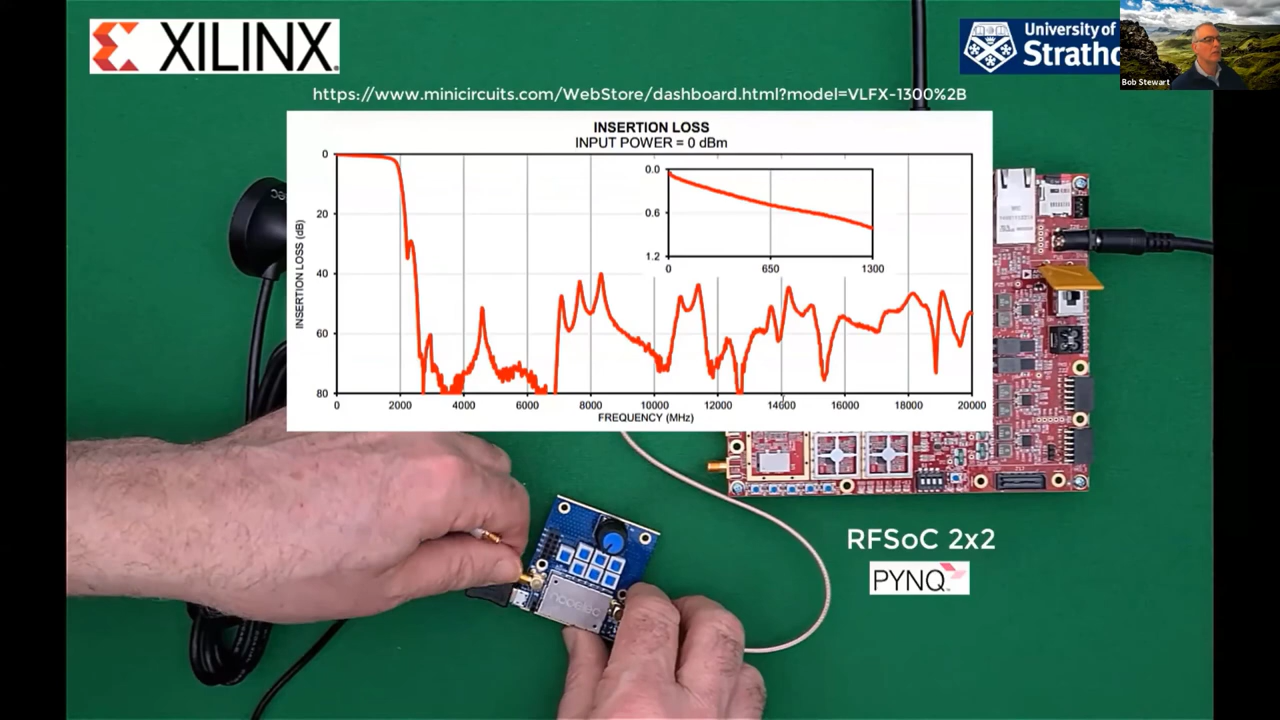 XILINX
University of
Strathc
Bob Stewart
https://www.minicircuits.com/WebStore/dashboard.html?model=VLFX-1300%2B
INSERTION LOSS
INPUT POWER = 0 dBm
INSERTION LOSS (dB)
0
20
40
60
80
0.0
0.6
1.2
0 650 1300
0 2000 4000 6000 8000 10000 12000 14000 16000 18000 20000
FREQUENCY (MHz)
RFSoC 2x2
PYNQ
nooelec